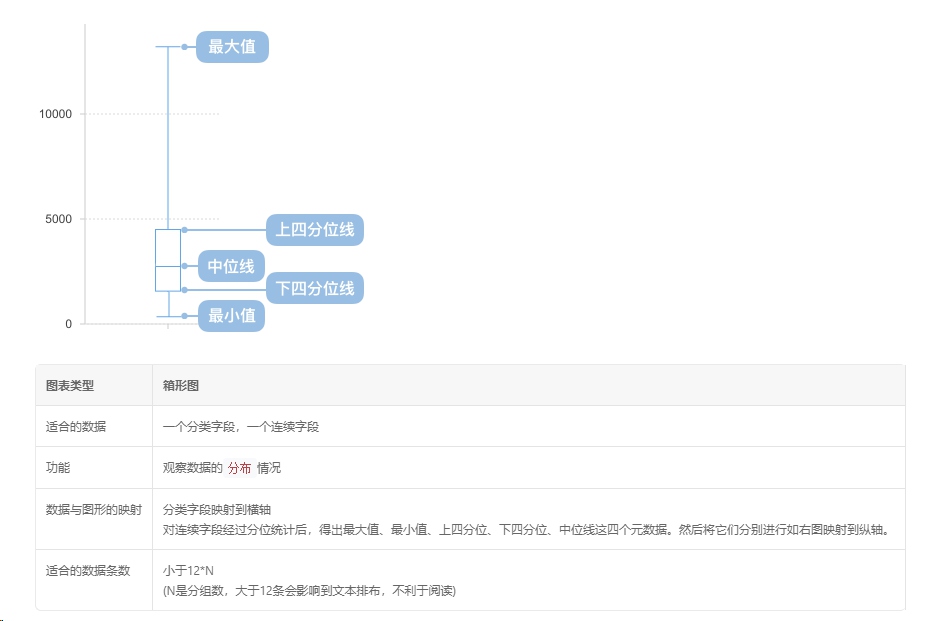 最大值
10000
5000
上四分位线
中位线
下四分位线
最小值
0
图表类型 箱形图
适合的数据 一个分类字段，一个连续字段
功能 观察数据的 分布 情况
数据与图形的映射 分类字段映射到横轴
对连续字段经过分位统计后，得出最大值、最小值、上四分位、下四分位、中位线这四个元数据。然后将它们分别进行如右图映射到纵轴。
适合的数据条数 小于12*N
(N是分组数，大于12条会影响到文本排布，不利于阅读)